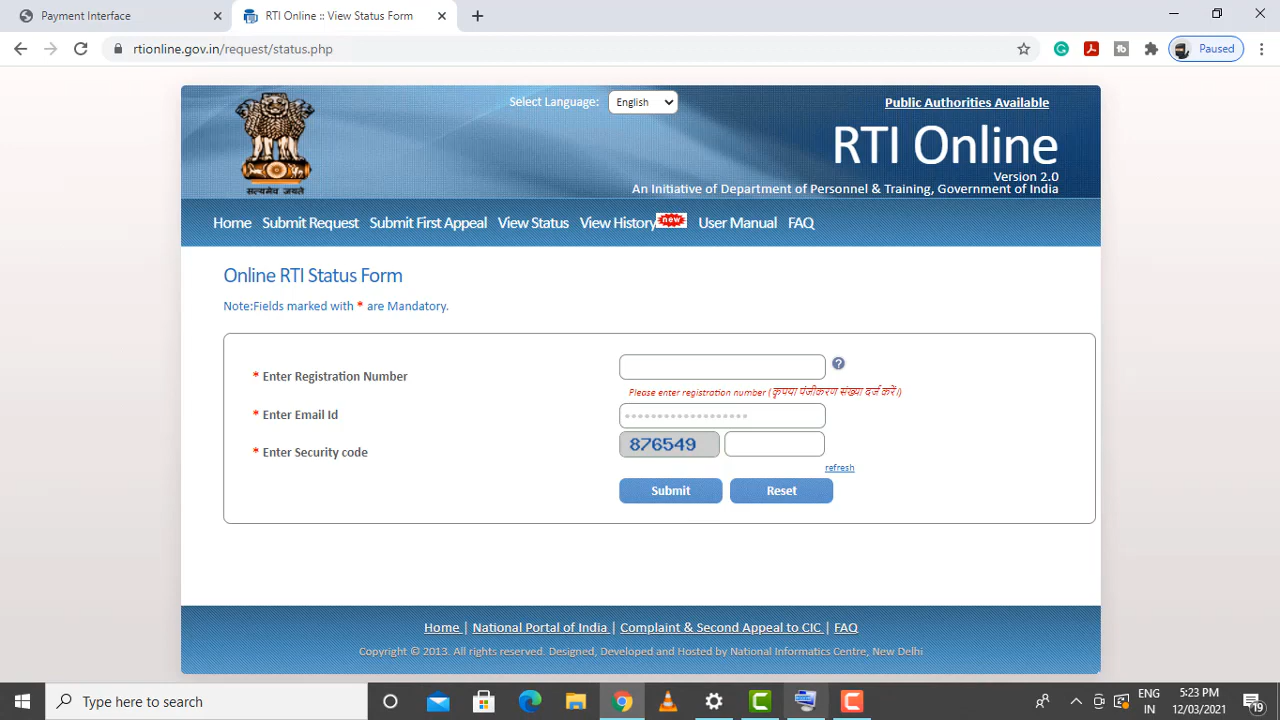 Payment Interface
RTI Online :: View Status Form
rtionline.gov.in/request/status.php
Paused
Select Language: English
Public Authorities Available
RTI Online
Version 2.0
An Initiative of Department of Personnel & Training, Government of India
सत्यमेव जयते
Home Submit Request Submit First Appeal View Status View History new User Manual FAQ
Online RTI Status Form
Note:Fields marked with * are Mandatory.
* Enter Registration Number
Please enter registration number (कृपया पंजीकरण संख्या दर्ज करें।)
* Enter Email Id
* Enter Security code 876549
refresh
Submit Reset
Home | National Portal of India | Complaint & Second Appeal to CIC | FAQ
Copyright © 2013. All rights reserved. Designed, Developed and Hosted by National Informatics Centre, New Delhi
Type here to search
ENG
IN
5:23 PM
12/03/2021
19